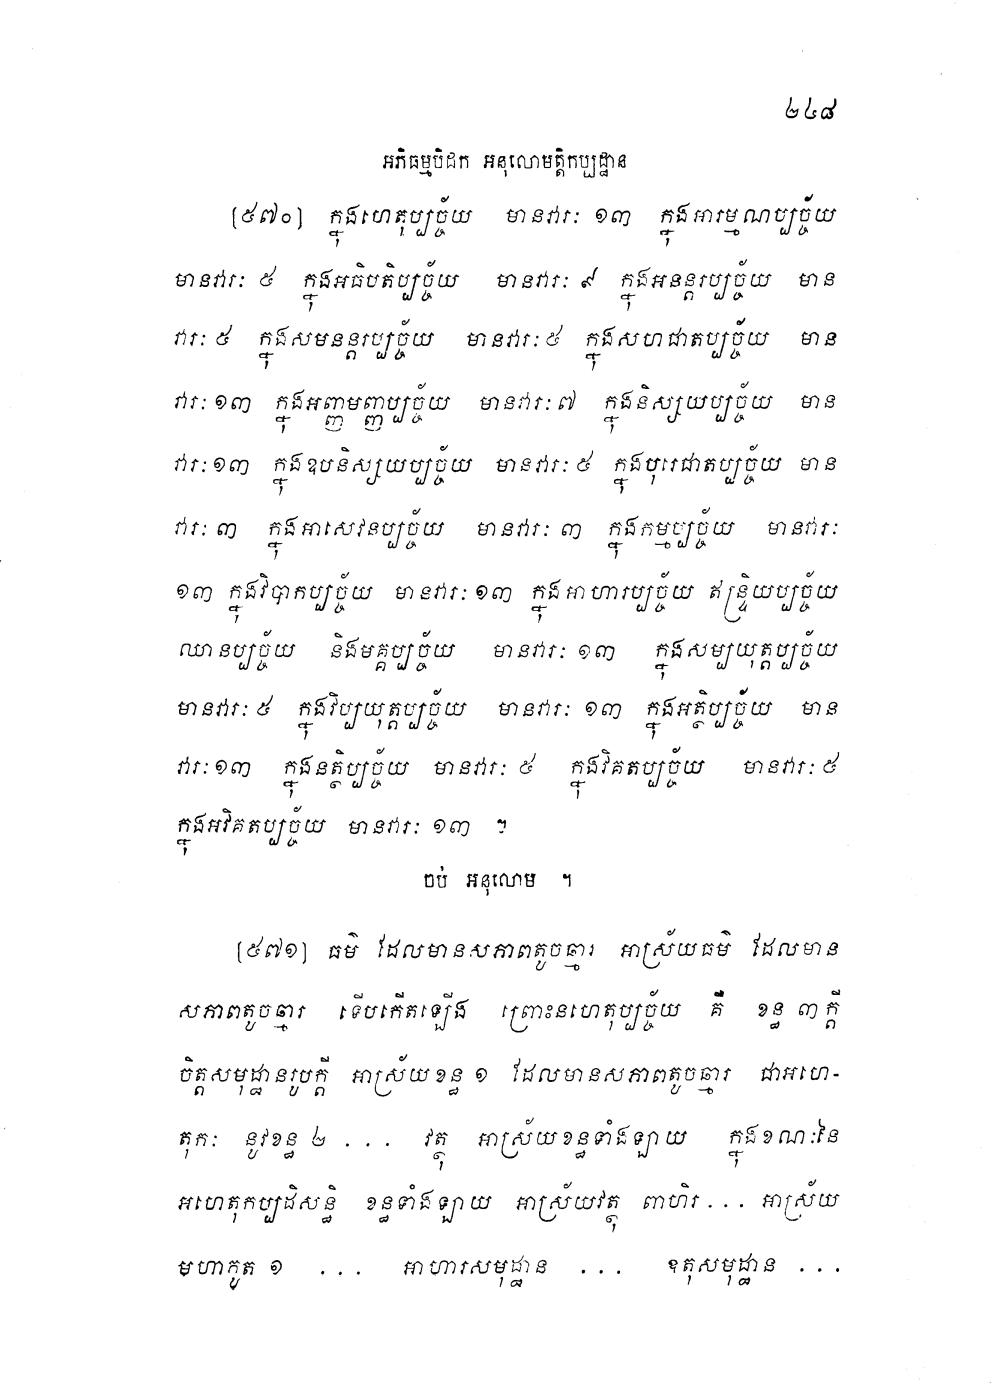 ២៤៨
អភិធម្មបិដក អនុលោមត្តិកប្បដ្ឋាន
[៥៧០] ក្នុងហេតុប្បច្ច័យ មានវារៈ ១៣ ក្នុងអារម្មណប្បច្ច័យ
មានវារៈ ៥ ក្នុងអធិបតិប្បច្ច័យ មានវារៈ ៩ ក្នុងអនន្តរប្បច្ច័យ មាន
វារៈ ៥ ក្នុងសមនន្តរប្បច្ច័យ មានវារៈ ៥ ក្នុងសហជាតប្បច្ច័យ មាន
វារៈ ១៣ ក្នុងអញ្ញាមញ្ញប្បច្ច័យ មានវារៈ ៧ ក្នុងនិស្សយប្បច្ច័យ មាន
វារៈ ១៣ ក្នុងឧបនិស្សយប្បច្ច័យ មានវារៈ ៥ ក្នុងបុរេជាតប្បច្ច័យ មាន
វារៈ ៣ ក្នុងអាសេវនប្បច្ច័យ មានវារៈ ៣ ក្នុងកម្មប្បច្ច័យ មានវារៈ
១៣ ក្នុងវិបាកប្បច្ច័យ មានវារៈ ១៣ ក្នុងអាហារប្បច្ច័យ ឥន្ទ្រិយប្បច្ច័យ
ឈានប្បច្ច័យ និងមគ្គប្បច្ច័យ មានវារៈ ១៣ ក្នុងសម្បយុត្តប្បច្ច័យ
មានវារៈ ៥ ក្នុងវិប្បយុត្តប្បច្ច័យ មានវារៈ ១៣ ក្នុងអត្ថិប្បច្ច័យ មាន
វារៈ ១៣ ក្នុងនត្ថិប្បច្ច័យ មានវារៈ ៥ ក្នុងវិគតប្បច្ច័យ មានវារៈ ៥
ក្នុងអវិគតប្បច្ច័យ មានវារៈ ១៣ ។
ចប់ អនុលោម ។
[៥៧១] ធម៌ ដែលមានសភាពតូចឆ្មារ អាស្រ័យធម៌ ដែលមាន
សភាពតូចឆ្មារ ទើបកើតឡើង ព្រោះនហេតុប្បច្ច័យ គឺ ខន្ធ ៣ក្តី
ចិត្តសមុដ្ឋានរូបក្តី អាស្រ័យខន្ធ ១ ដែលមានសភាពតូចឆ្មារ ជាអហេ-
តុកៈ នូវខន្ធ ២ ... វត្ថុ អាស្រ័យខន្ធទាំងឡាយ ក្នុងខណៈនៃ
អហេតុកប្បដិសន្ធិ ខន្ធទាំងឡាយ អាស្រ័យវត្ថុ ពាហិរ ... អាស្រ័យ
មហាភូត ១ ... អាហារសមុដ្ឋាន ... ឧតុសមុដ្ឋាន ...